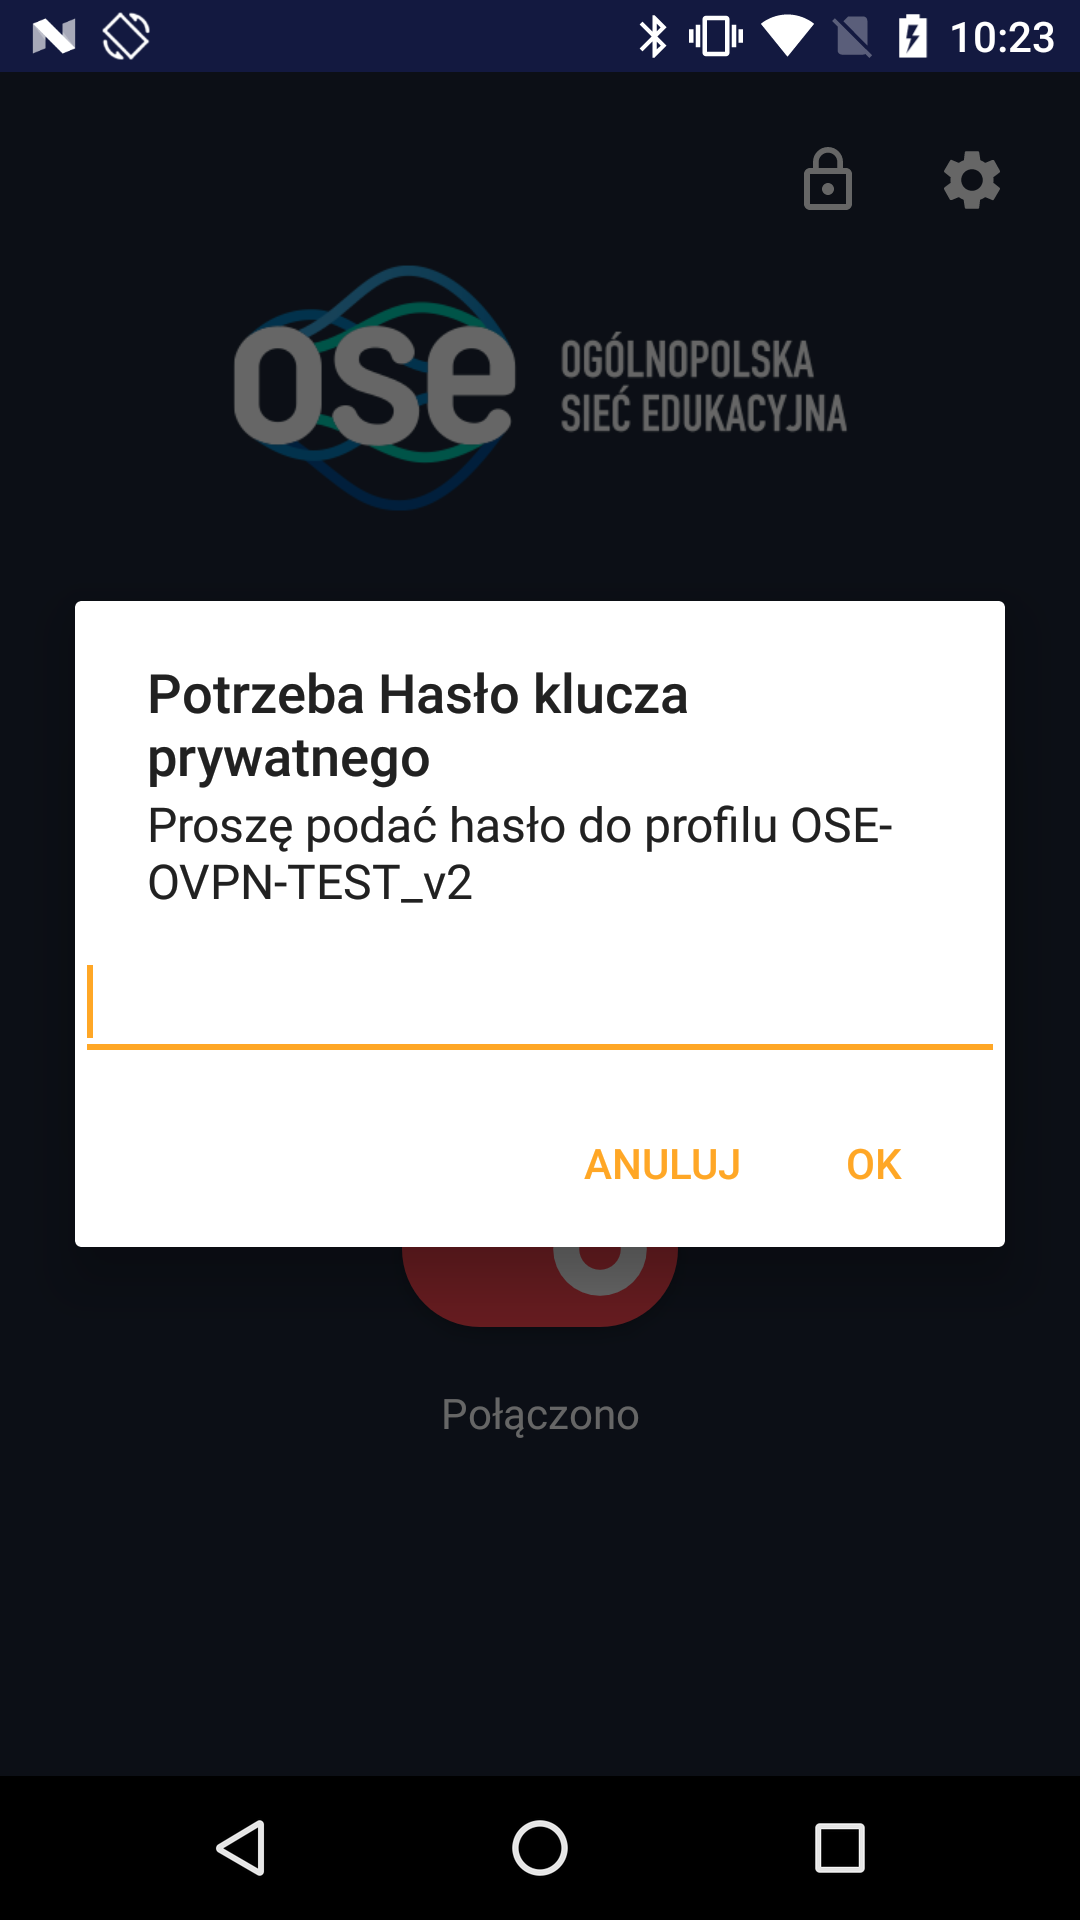 10:23
ose
OGÓLNOPOLSKA
SIEĆ EDUKACYJNA
Potrzeba Hasło klucza
prywatnego
Proszę podać hasło do profilu OSE-
OVPN-TEST_v2
ANULUJ OK
Połączono